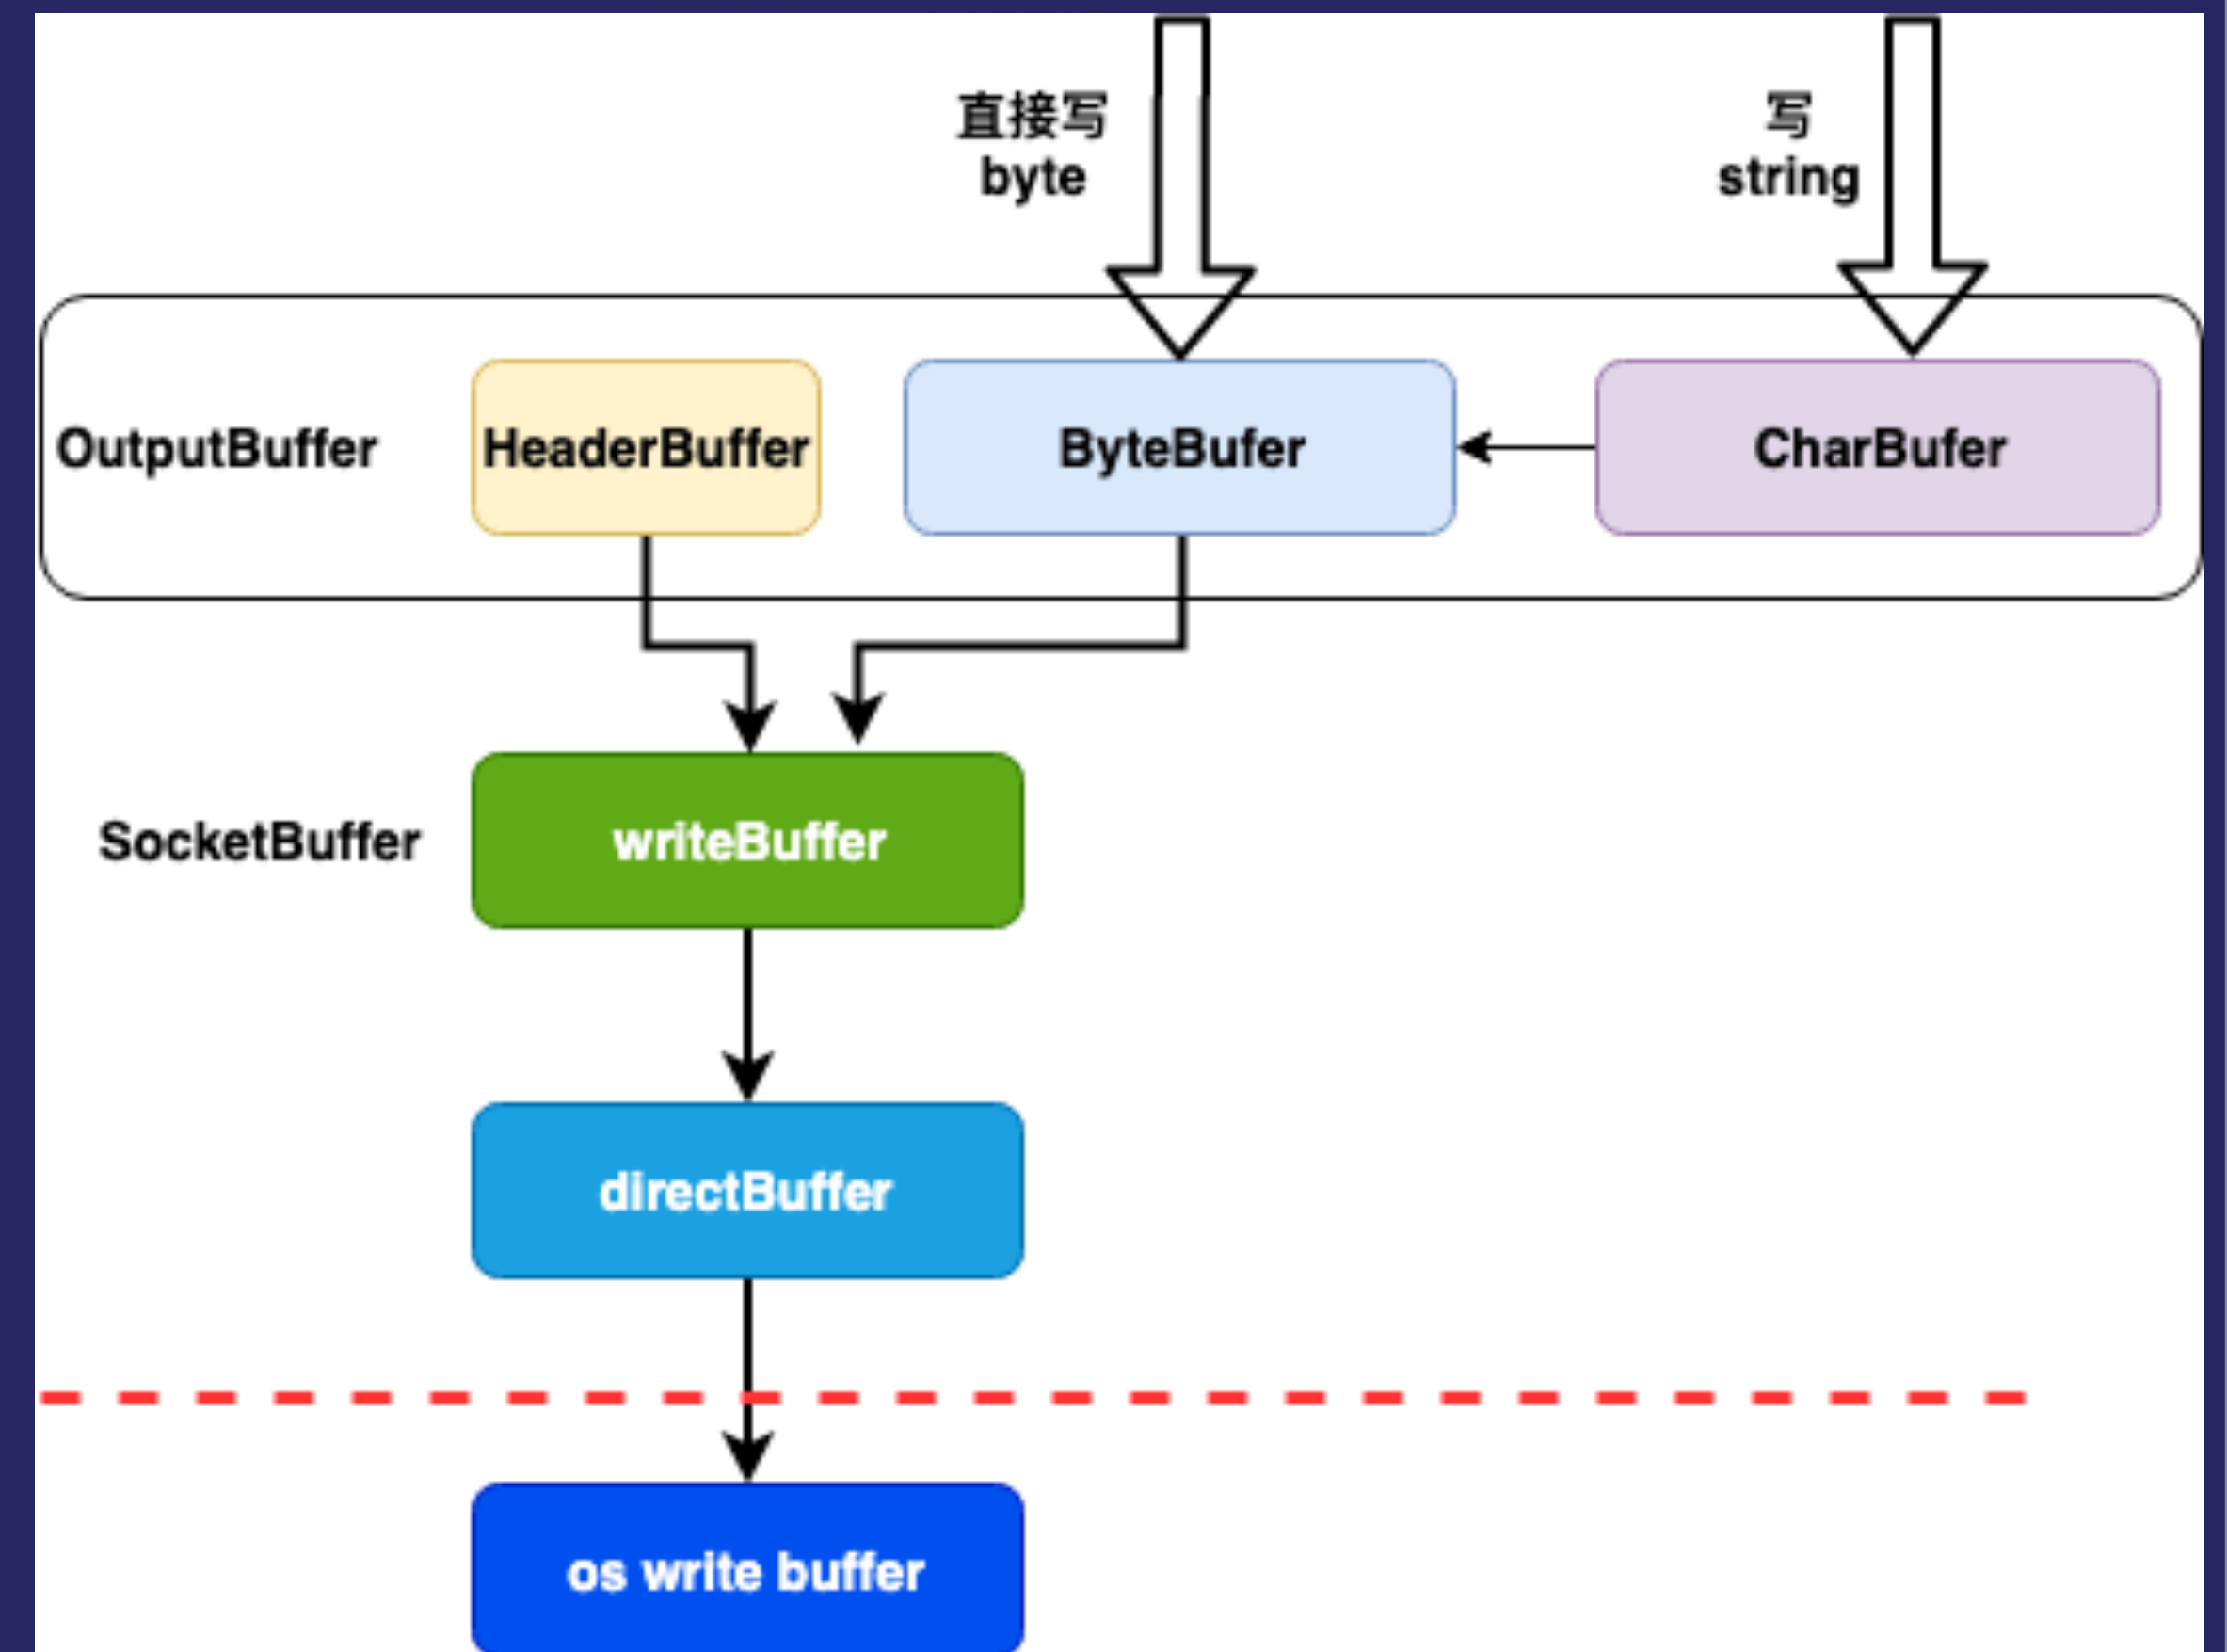 直接写
byte
写
string
OutputBuffer
HeaderBuffer
ByteBufer
CharBufer
SocketBuffer
writeBuffer
directBuffer
os write buffer